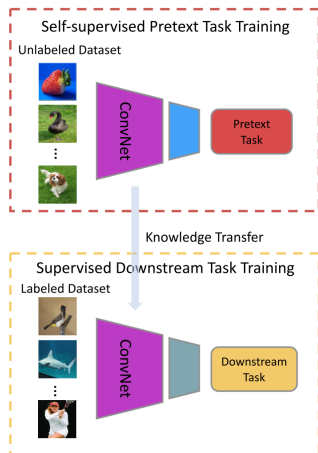 Self-supervised Pretext Task Training
Unlabeled Dataset
...
ConvNet
Pretext
Task
Knowledge Transfer
Supervised Downstream Task Training
Labeled Dataset
...
ConvNet
Downstream
Task